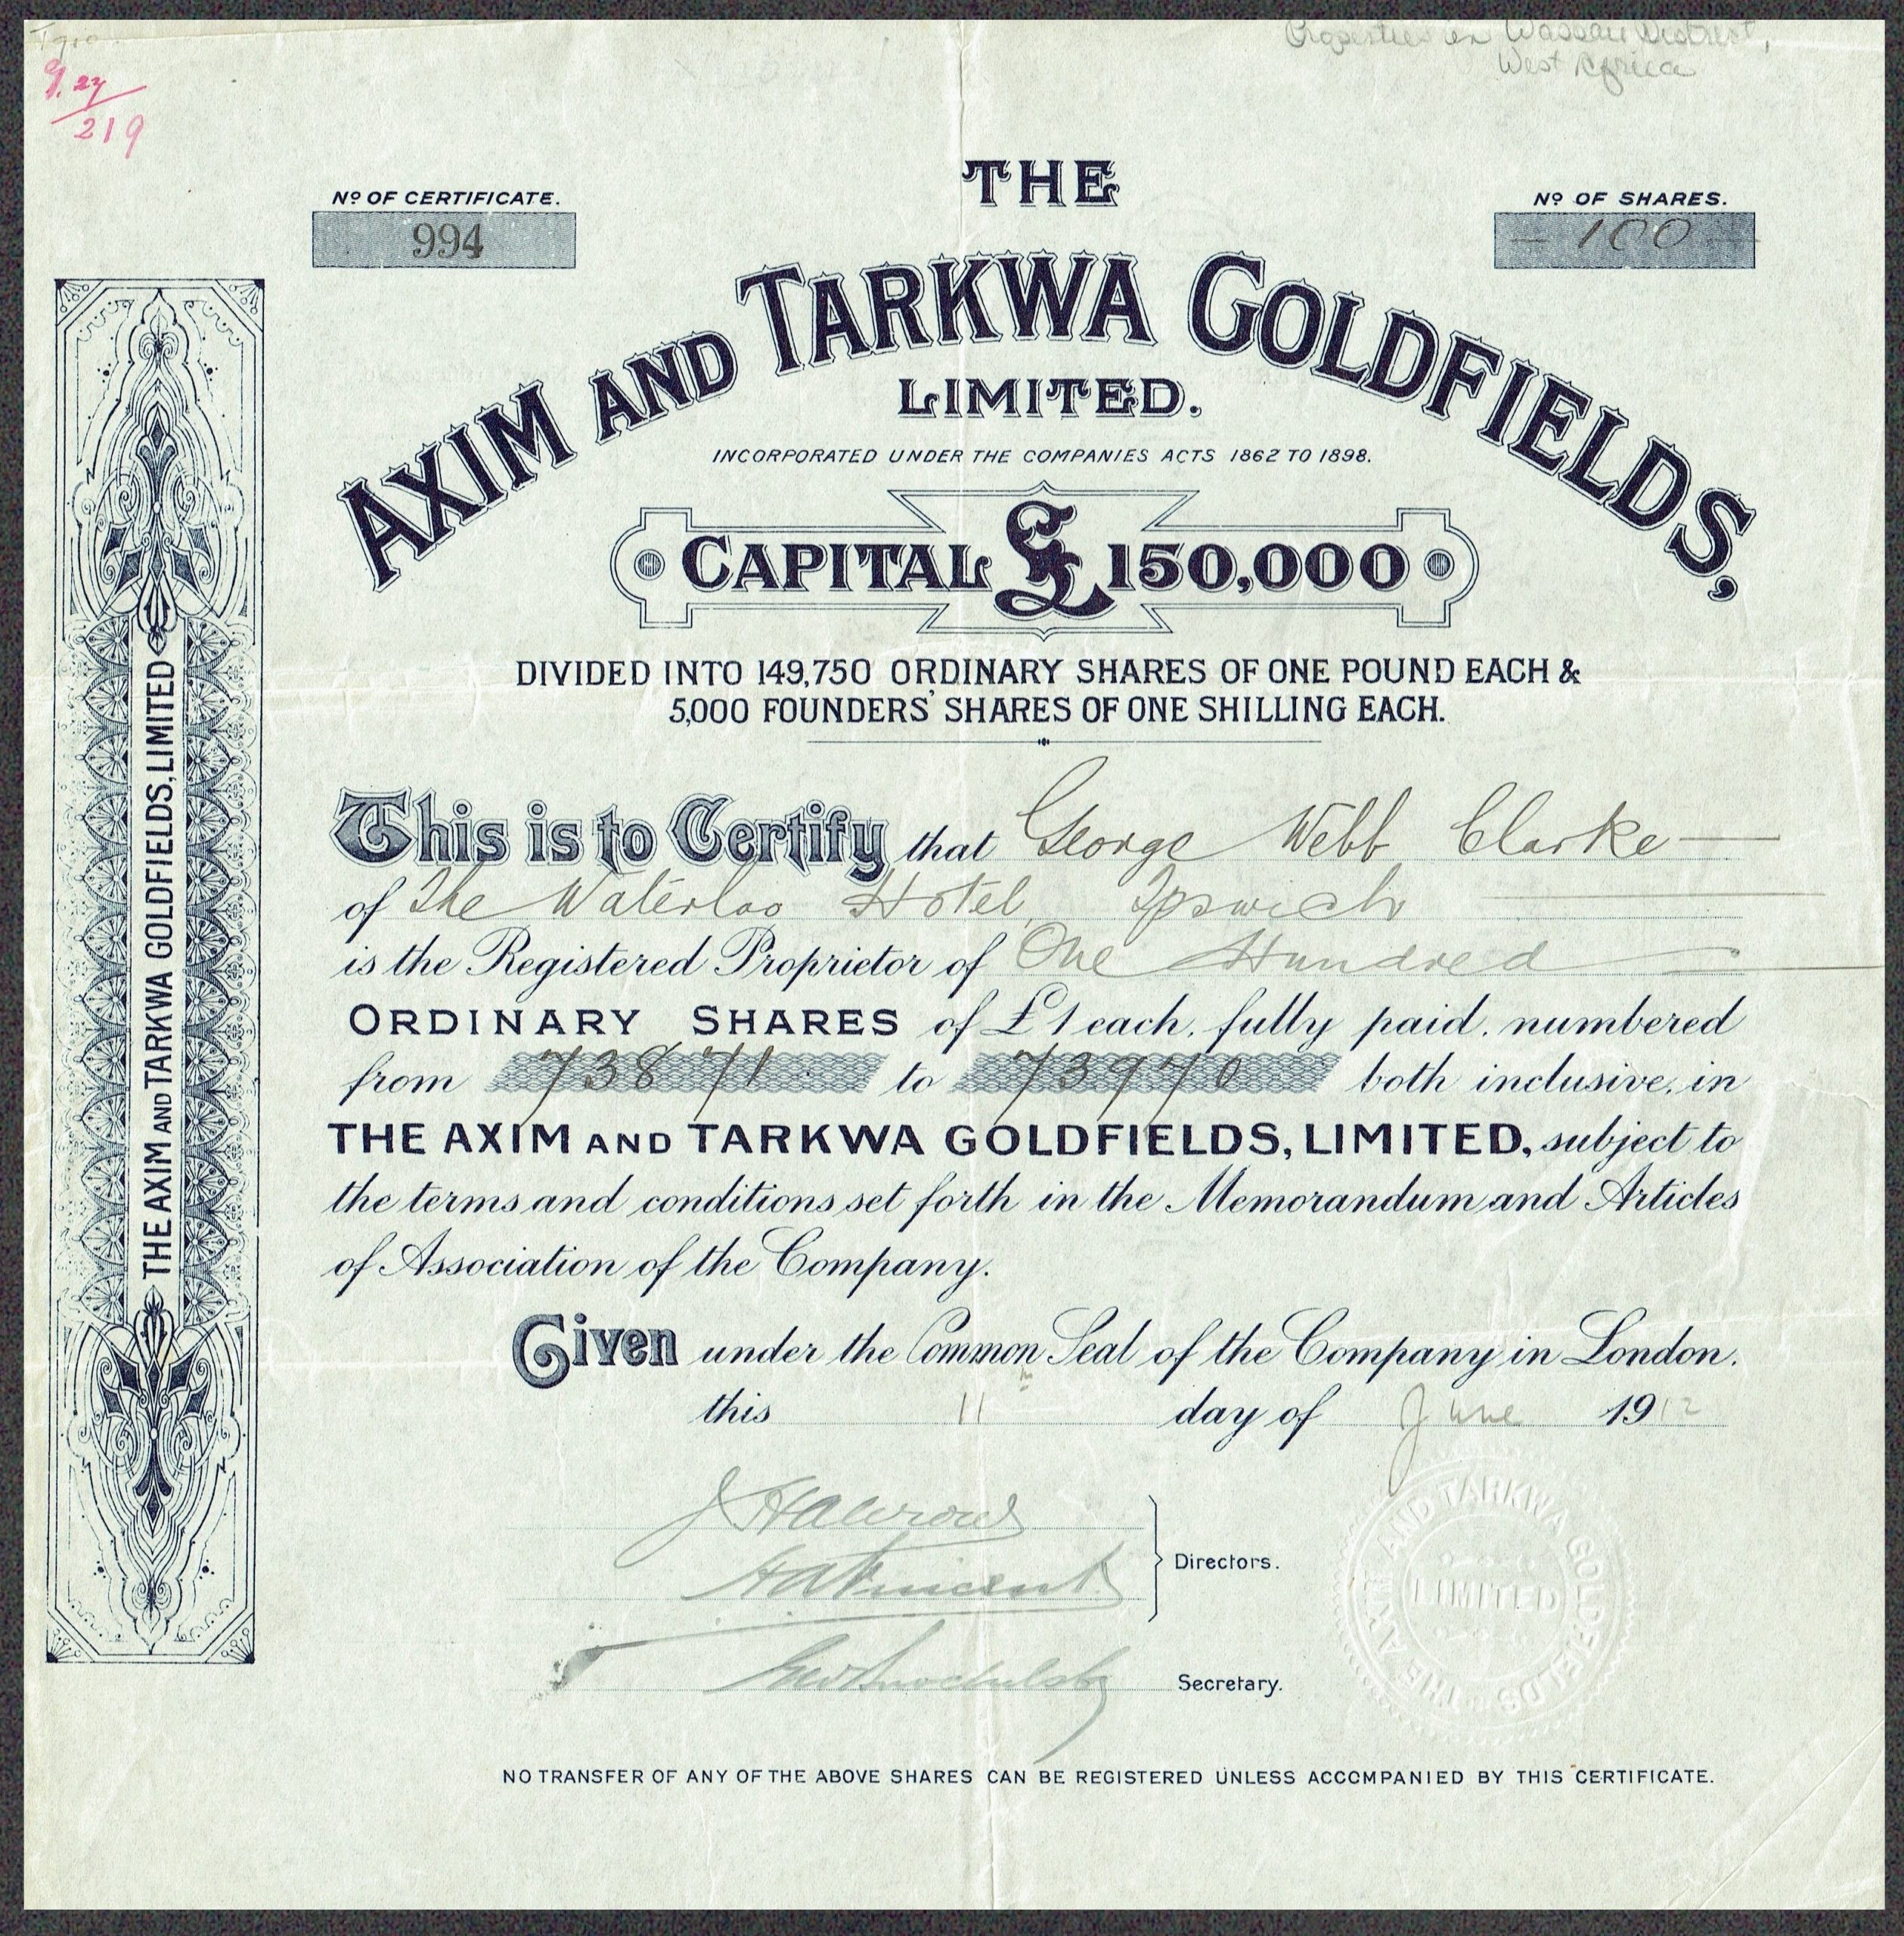 1910
9.27
219
Properties in Wassau District,
West Africa
Nº OF CERTIFICATE.
994
Nº OF SHARES.
100
THE
AXIM AND TARKWA GOLDFIELDS,
LIMITED.
INCORPORATED UNDER THE COMPANIES ACTS 1862 TO 1898.
CAPITAL £150,000
DIVIDED INTO 149,750 ORDINARY SHARES OF ONE POUND EACH &
5,000 FOUNDERS' SHARES OF ONE SHILLING EACH.
This is to Certify that George Webb Clarke
of The Waterloo Hotel, Ipswich
is the Registered Proprietor of One Hundred
ORDINARY SHARES of £1 each, fully paid, numbered
from 73871 to 73970 both inclusive, in
THE AXIM AND TARKWA GOLDFIELDS, LIMITED, subject to
the terms and conditions set forth in the Memorandum and Articles
of Association of the Company.
Given under the Common Seal of the Company in London.
this 11th day of June 1912
Directors.
Secretary.
THE AXIM AND TARKWA GOLDFIELDS
LIMITED
NO TRANSFER OF ANY OF THE ABOVE SHARES CAN BE REGISTERED UNLESS ACCOMPANIED BY THIS CERTIFICATE.
THE AXIM AND TARKWA GOLDFIELDS, LIMITED